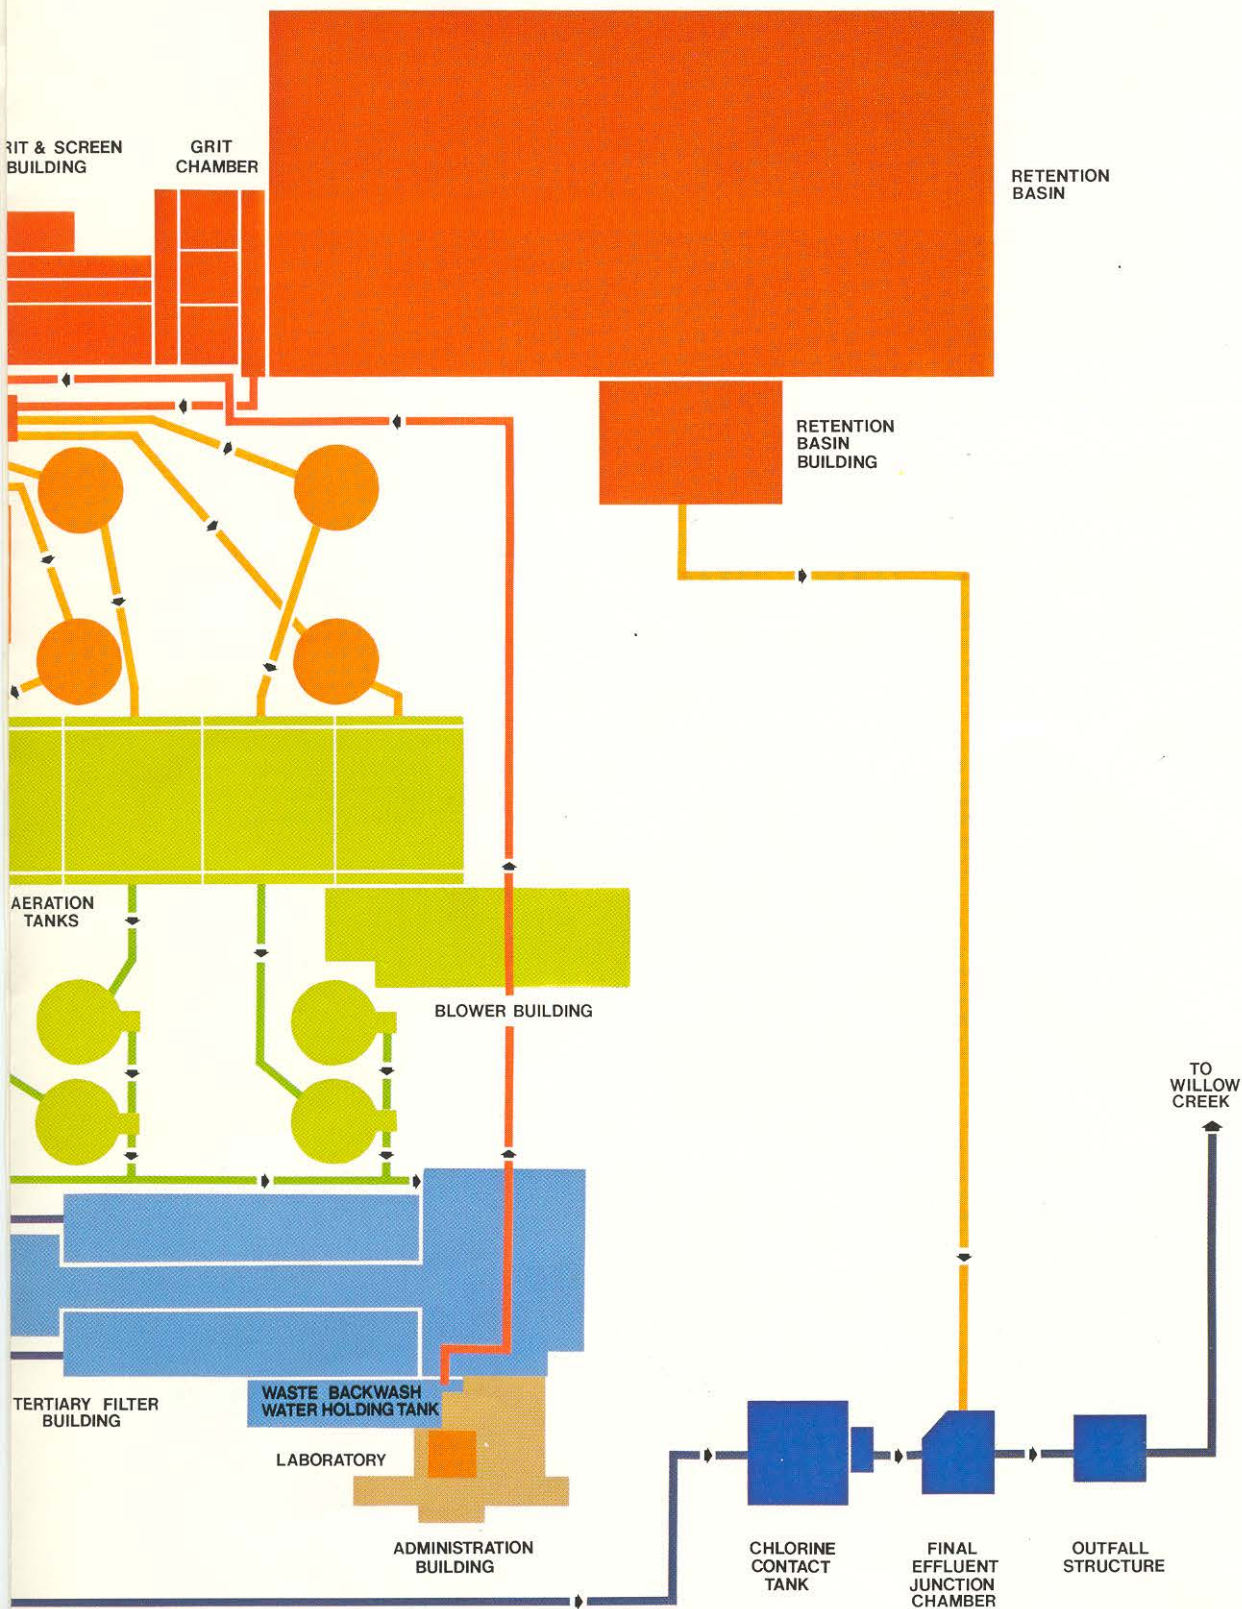 RIT & SCREEN
BUILDING
GRIT
CHAMBER
RETENTION
BASIN
RETENTION
BASIN
BUILDING
AERATION
TANKS
BLOWER BUILDING
TO
WILLOW
CREEK
TERTIARY FILTER
BUILDING
WASTE BACKWASH
WATER HOLDING TANK
LABORATORY
ADMINISTRATION
BUILDING
CHLORINE
CONTACT
TANK
FINAL
EFFLUENT
JUNCTION
CHAMBER
OUTFALL
STRUCTURE